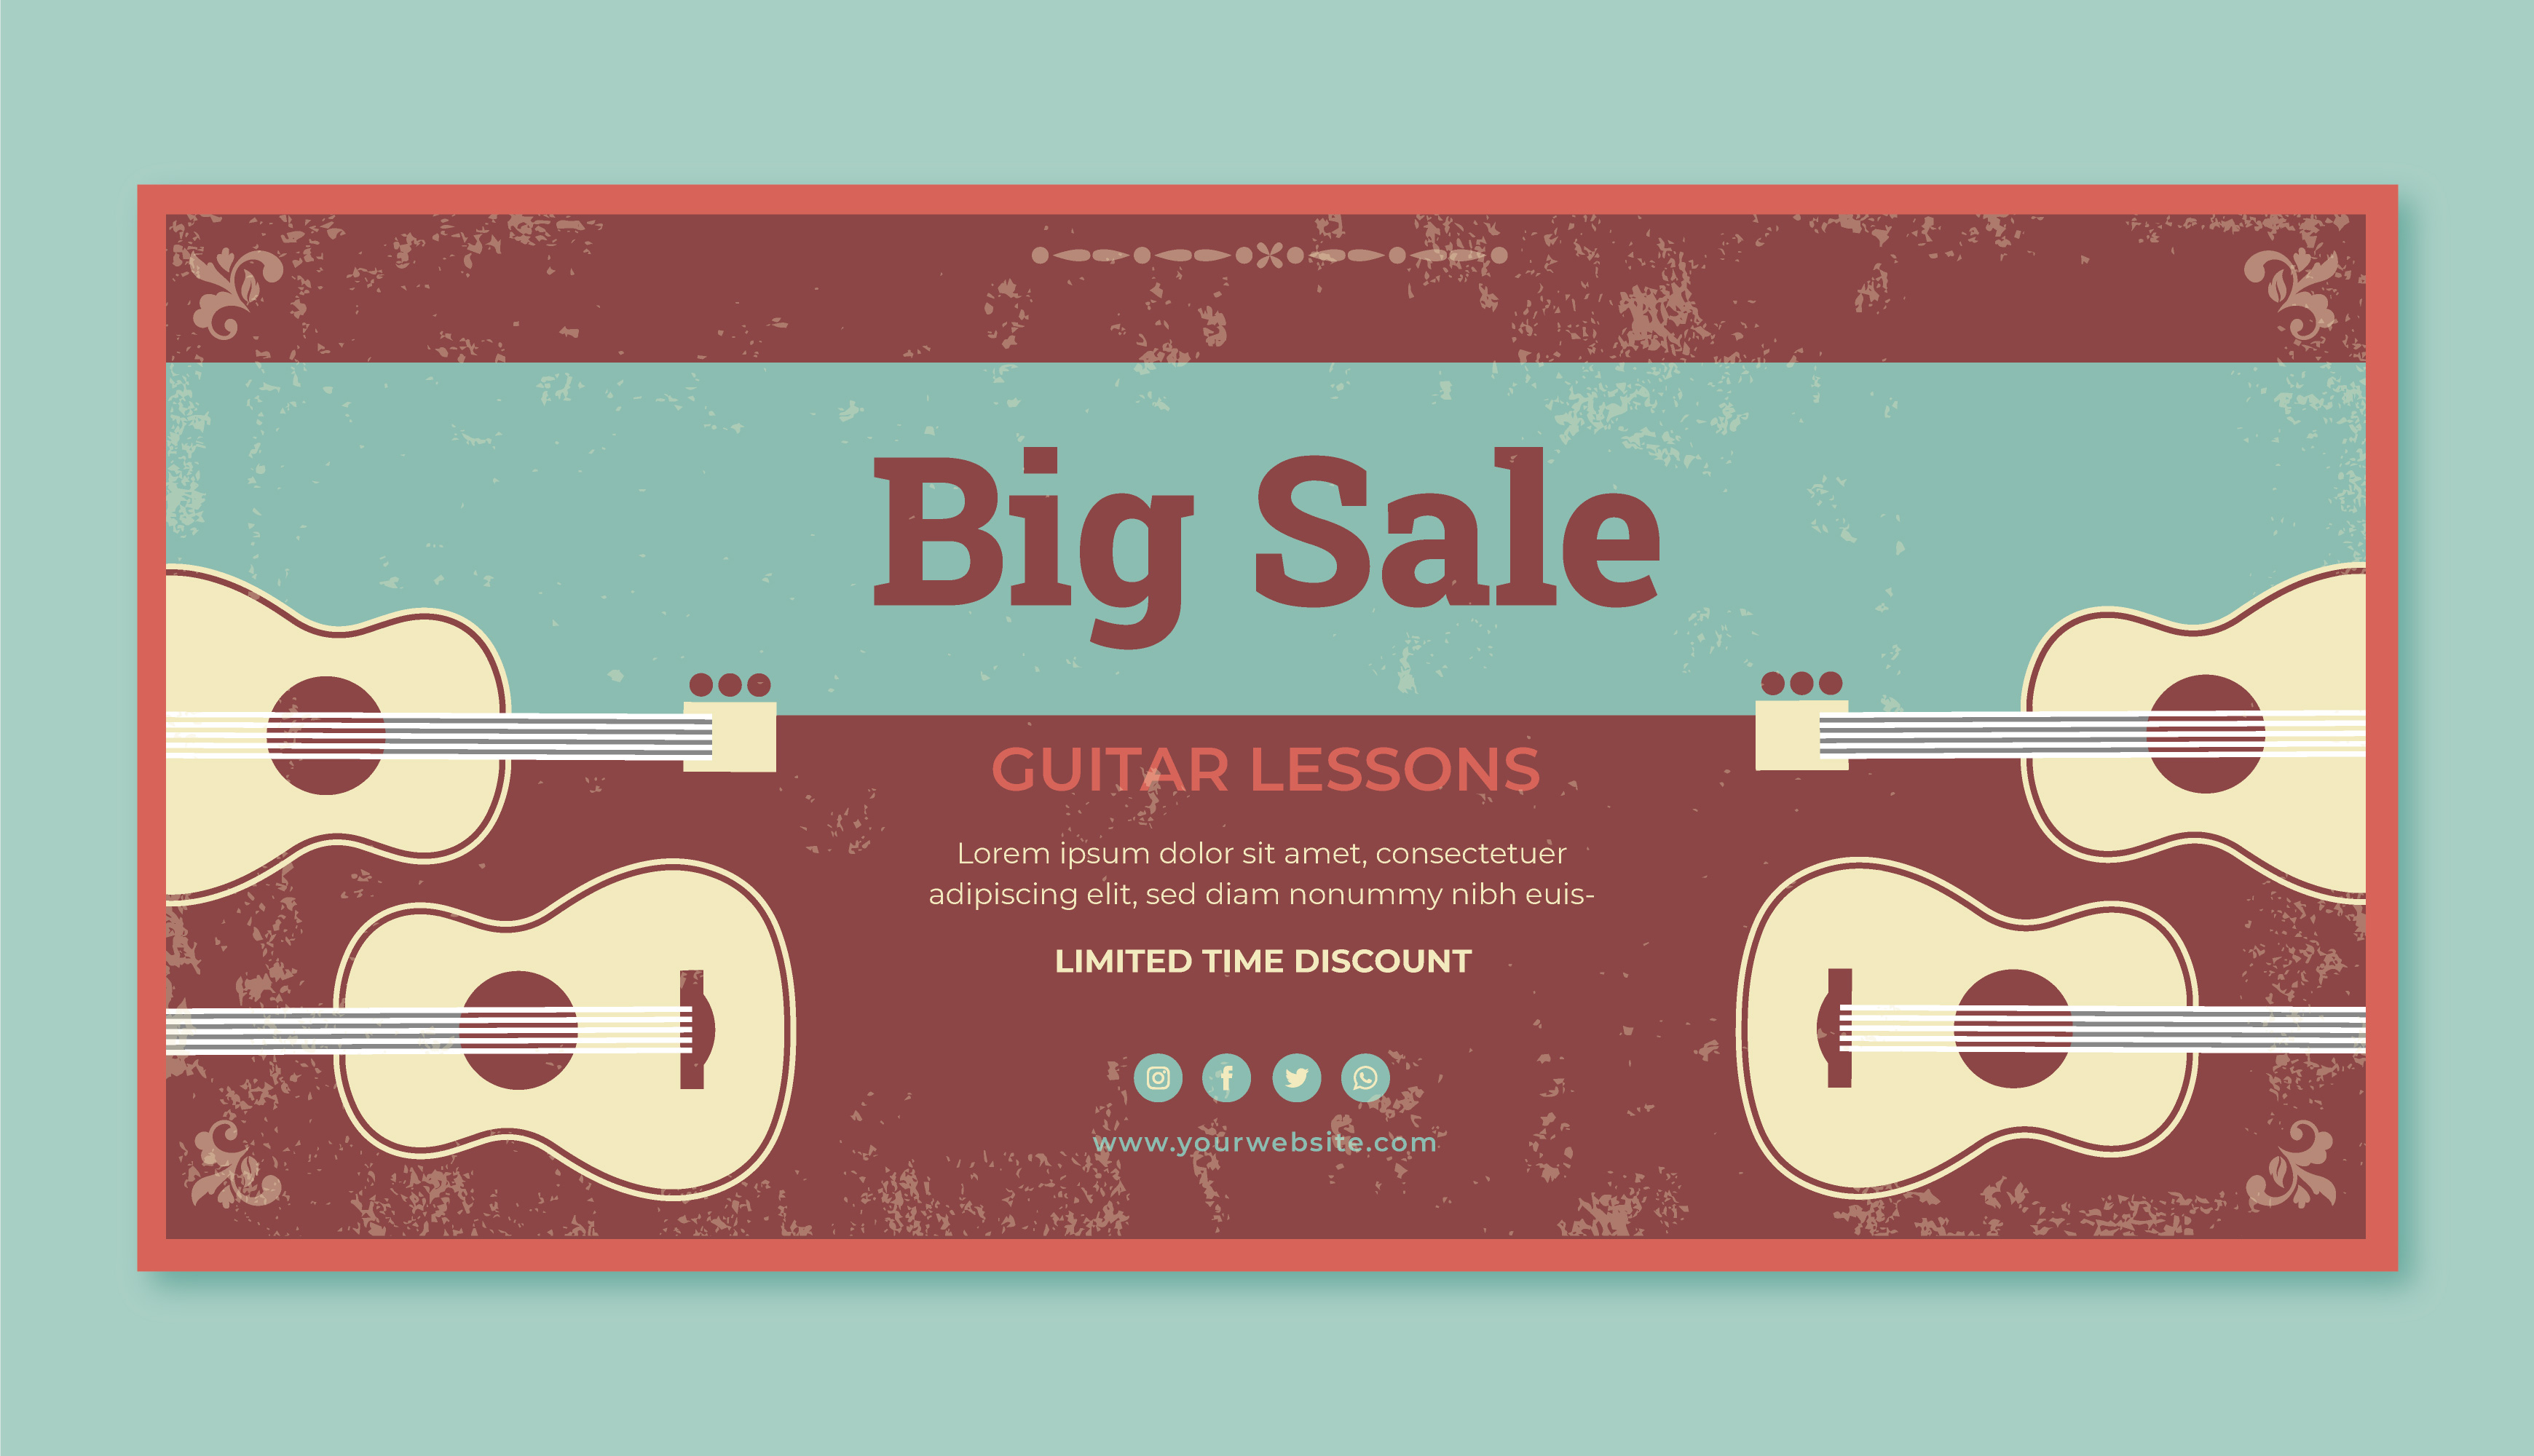 Big Sale
GUITAR LESSONS
Lorem ipsum dolor sit amet, consectetuer
adipiscing elit, sed diam nonummy nibh euis-
LIMITED TIME DISCOUNT
www.yourwebsite.com